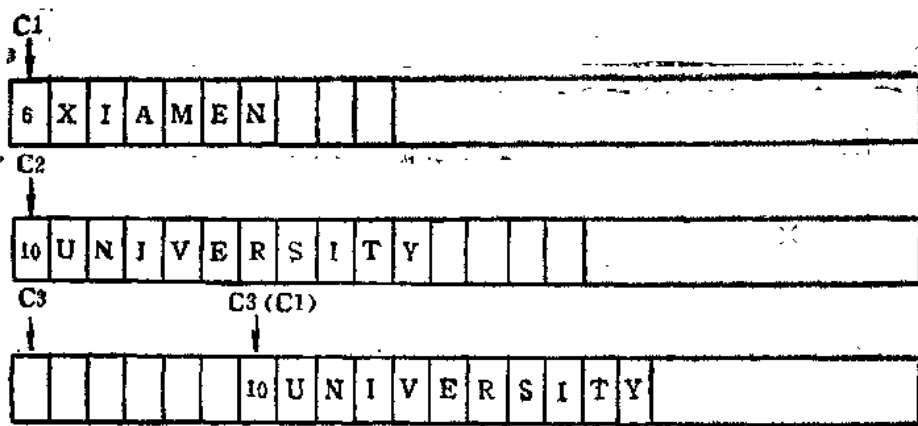 C1
6 X I A M E N
C2
10 U N I V E R S I T Y
C3 C3(C1)
10 U N I V E R S I T Y